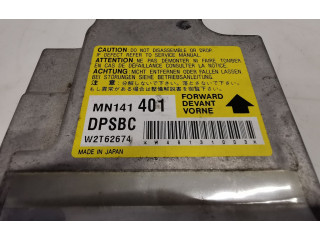 CAUTION DO NOT DISASSEMBLE OR DROP
IF DEFECT REFER TO SERVICE MANUAL.
ATTENTION NE PAS DEMONTER NI FAIRE TOMBER
EN CAS DE DEFAILLANCE CONSULTER LA NOTICE.
ACHTUNG NICHT ENTFERNEN ODER FALLEN LASSEN
BEI STÖRUNGEN SIEHE BETRIEBSANLEITUNG.
MN141 401
DPSBC
W2T62674
FORWARD
DEVANT
VORNE
MADE IN JAPAN